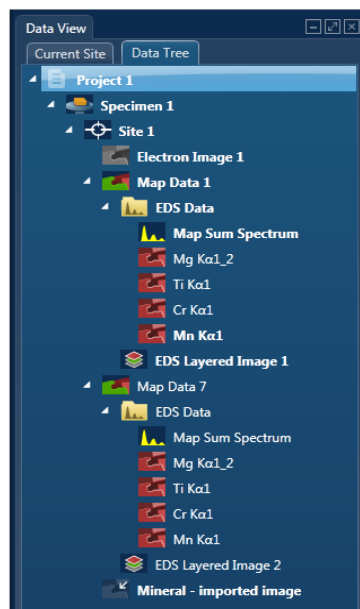 Data View
Current Site Data Tree
Project 1
Specimen 1
Site 1
Electron Image 1
Map Data 1
EDS Data
Map Sum Spectrum
Mg Kα1_2
Ti Kα1
Cr Kα1
Mn Kα1
EDS Layered Image 1
Map Data 7
EDS Data
Map Sum Spectrum
Mg Kα1_2
Ti Kα1
Cr Kα1
Mn Kα1
EDS Layered Image 2
Mineral - imported image